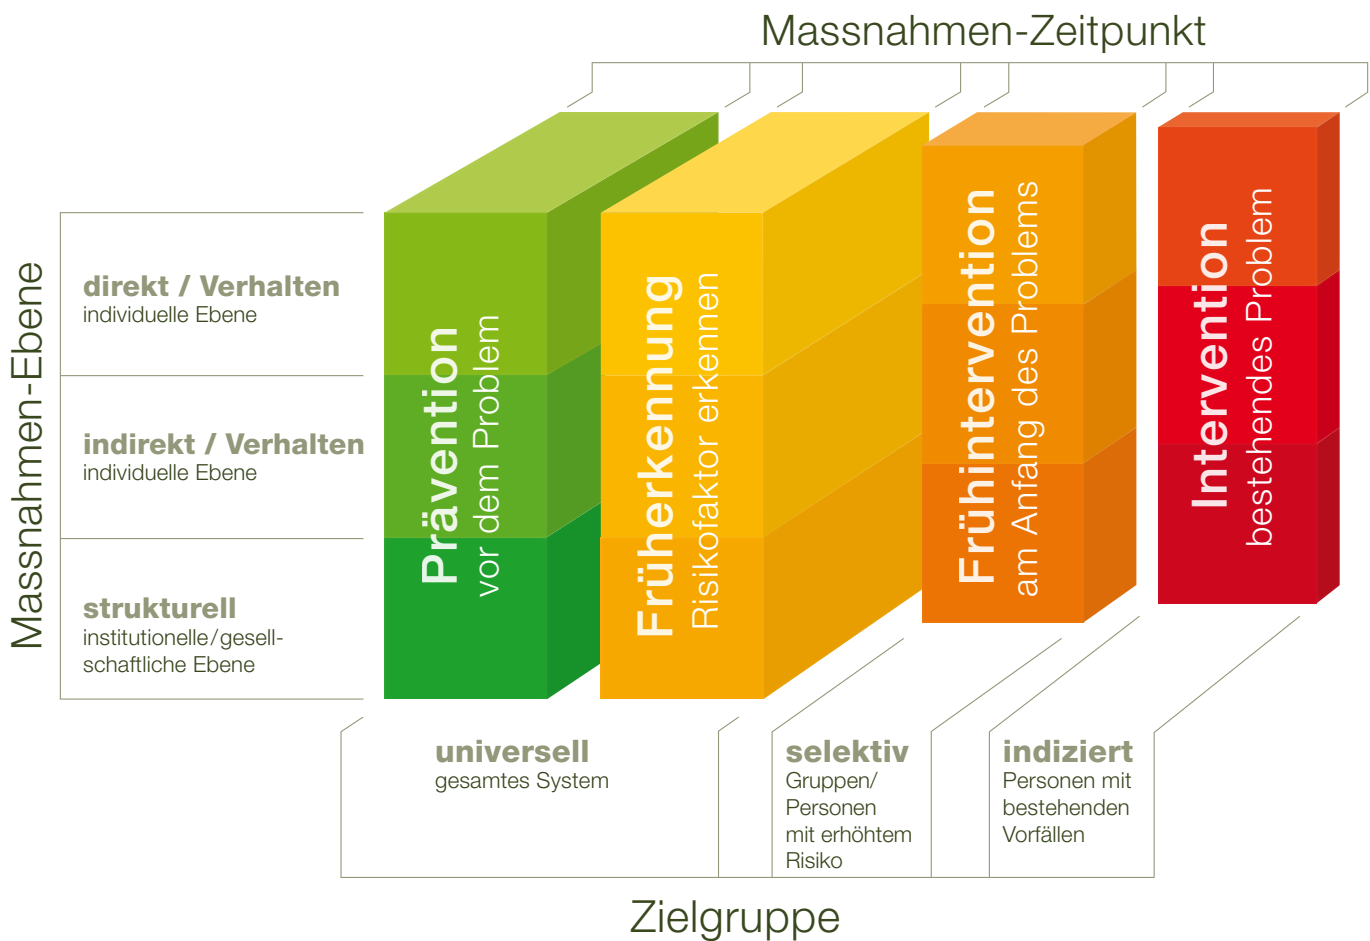 Massnahmen-Zeitpunkt
Massnahmen-Ebene
direkt / Verhalten
individuelle Ebene
indirekt / Verhalten
individuelle Ebene
strukturell
institutionelle/gesell-
schaftliche Ebene
Prävention
vor dem Problem
Früherkennung
Risikofaktor erkennen
Frühintervention
am Anfang des Problems
Intervention
bestehendes Problem
universell
gesamtes System
selektiv
Gruppen/
Personen
mit erhöhtem
Risiko
indiziert
Personen mit
bestehenden
Vorfällen
Zielgruppe